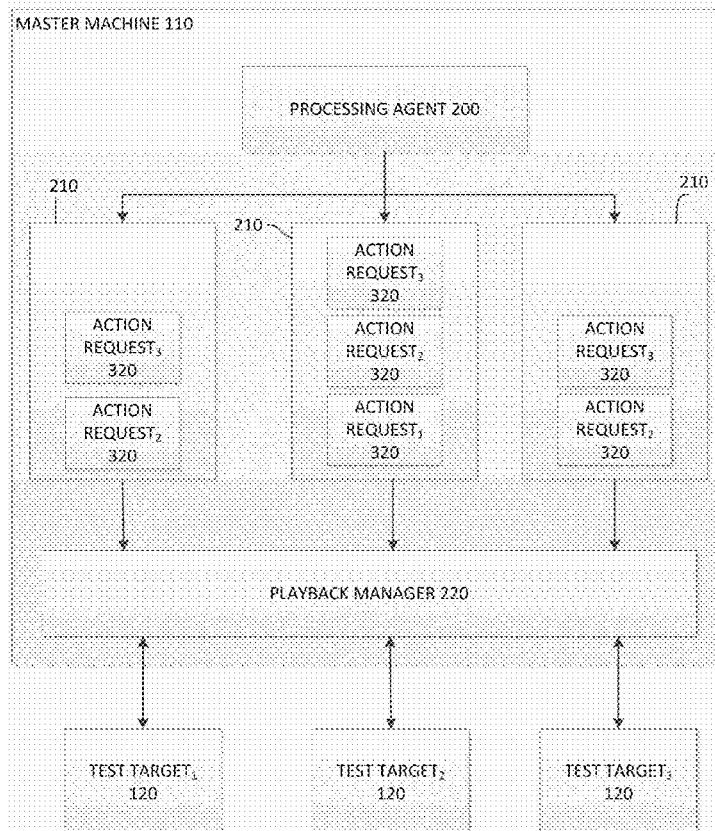 MASTER MACHINE 110
PROCESSING AGENT 200
210
210
210
ACTION
REQUEST₃
320
ACTION
REQUEST₂
320
ACTION
REQUEST₃
320
ACTION
REQUEST₂
320
ACTION
REQUEST₁
320
ACTION
REQUEST₃
320
ACTION
REQUEST₂
320
PLAYBACK MANAGER 220
TEST TARGET₁
120
TEST TARGET₂
120
TEST TARGET₃
120